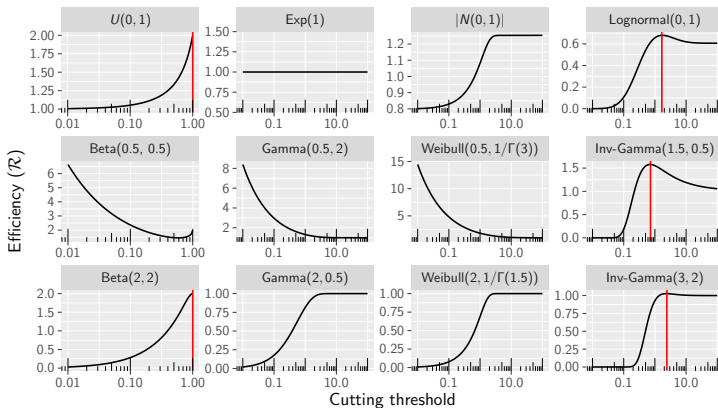 U(0, 1) Exp(1) |N(0,1)| Lognormal(0, 1)
2.00 1.75 1.50 1.25 1.00
1.50 1.25 1.00 0.75 0.50
1.2 1.1 1.0 0.9 0.8
0.6 0.4 0.2 0.0
0.01 0.10 1.00 0.1 10.0 0.1 10.0 0.1 10.0
Beta(0.5, 0.5) Gamma(0.5, 2) Weibull(0.5, 1/Γ(3)) Inv-Gamma(1.5, 0.5)
6 5 4 3 2
8 6 4 2
15 10 5
1.5 1.0 0.5 0.0
0.01 0.10 1.00 0.1 10.0 0.1 10.0 0.1 10.0
Beta(2, 2) Gamma(2, 0.5) Weibull(2, 1/Γ(1.5)) Inv-Gamma(3, 2)
2.0 1.5 1.0 0.5 0.0
1.00 0.75 0.50 0.25 0.00
1.00 0.75 0.50 0.25 0.00
1.00 0.75 0.50 0.25 0.00
0.01 0.10 1.00 0.1 10.0 0.1 10.0 0.1 10.0
Efficiency (ℛ)
Cutting threshold